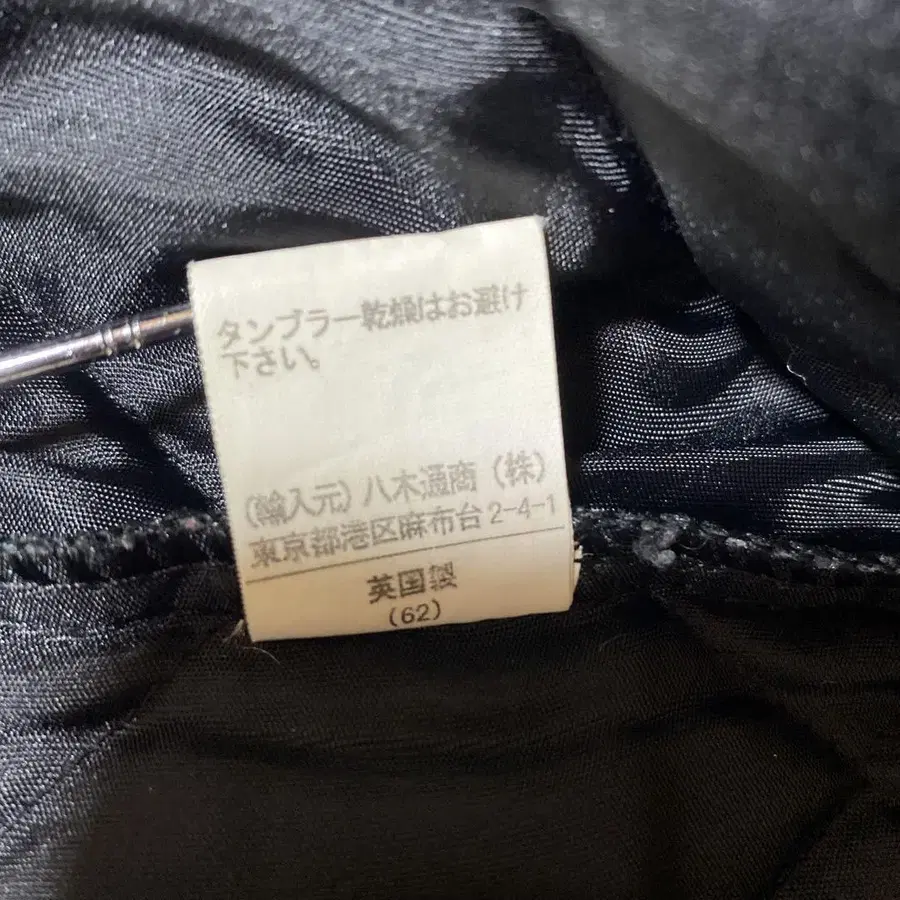 タンブラー乾燥はお避け
下さい。
(輸入元)八木通商(株)
東京都港区麻布台2-4-1
英国製
(62)